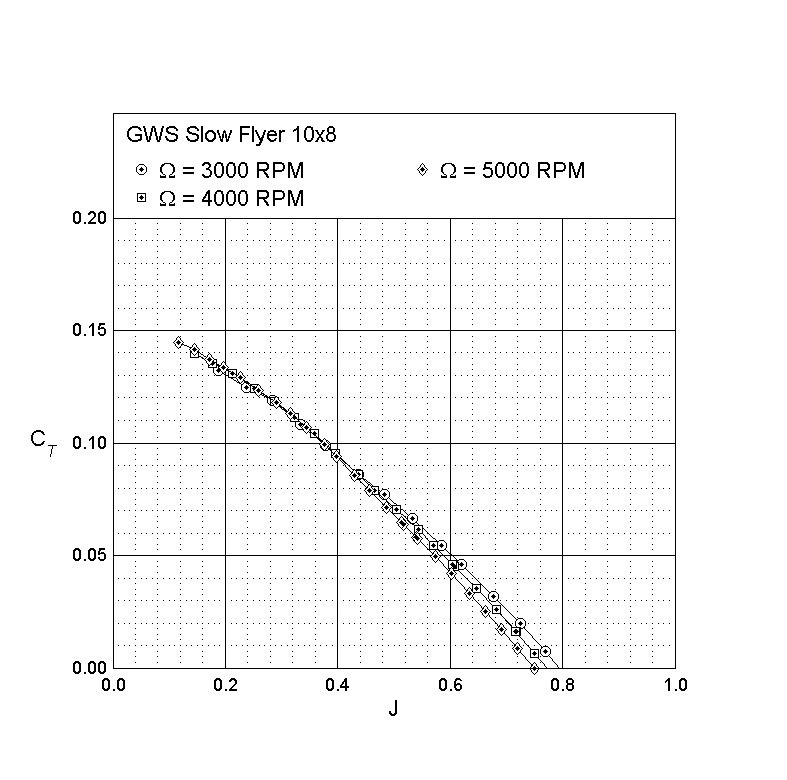 GWS Slow Flyer 10x8
Ω = 3000 RPM
Ω = 5000 RPM
Ω = 4000 RPM
0.20
0.15
0.10
C_T
0.05
0.00
0.0 0.2 0.4 0.6 0.8 1.0
J